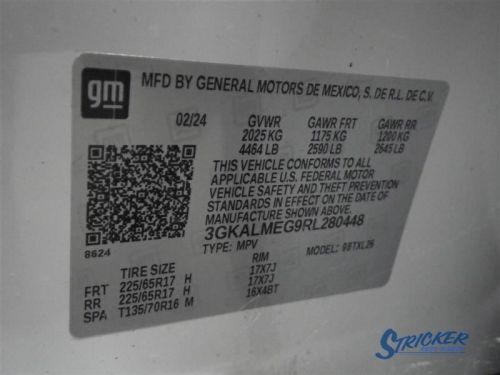 gm
MFD BY GENERAL MOTORS DE MEXICO, S. DE R.L. DE C.V.
02/24 GVWR GAWR FRT GAWR RR
2025 KG 1175 KG 1200 KG
4464 LB 2590 LB 2645 LB
THIS VEHICLE CONFORMS TO ALL
APPLICABLE U.S. FEDERAL MOTOR
VEHICLE SAFETY AND THEFT PREVENTION
STANDARDS IN EFFECT ON THE DATE OF
MANUFACTURE SHOWN ABOVE.
3GKALMEG9RL280448
8624
TYPE: MPV MODEL: 98TXL26
TIRE SIZE RIM
FRT 225/65R17 H 17X7J
RR 225/65R17 H 17X7J
SPA T135/70R16 M 16X4BT
STRICKER